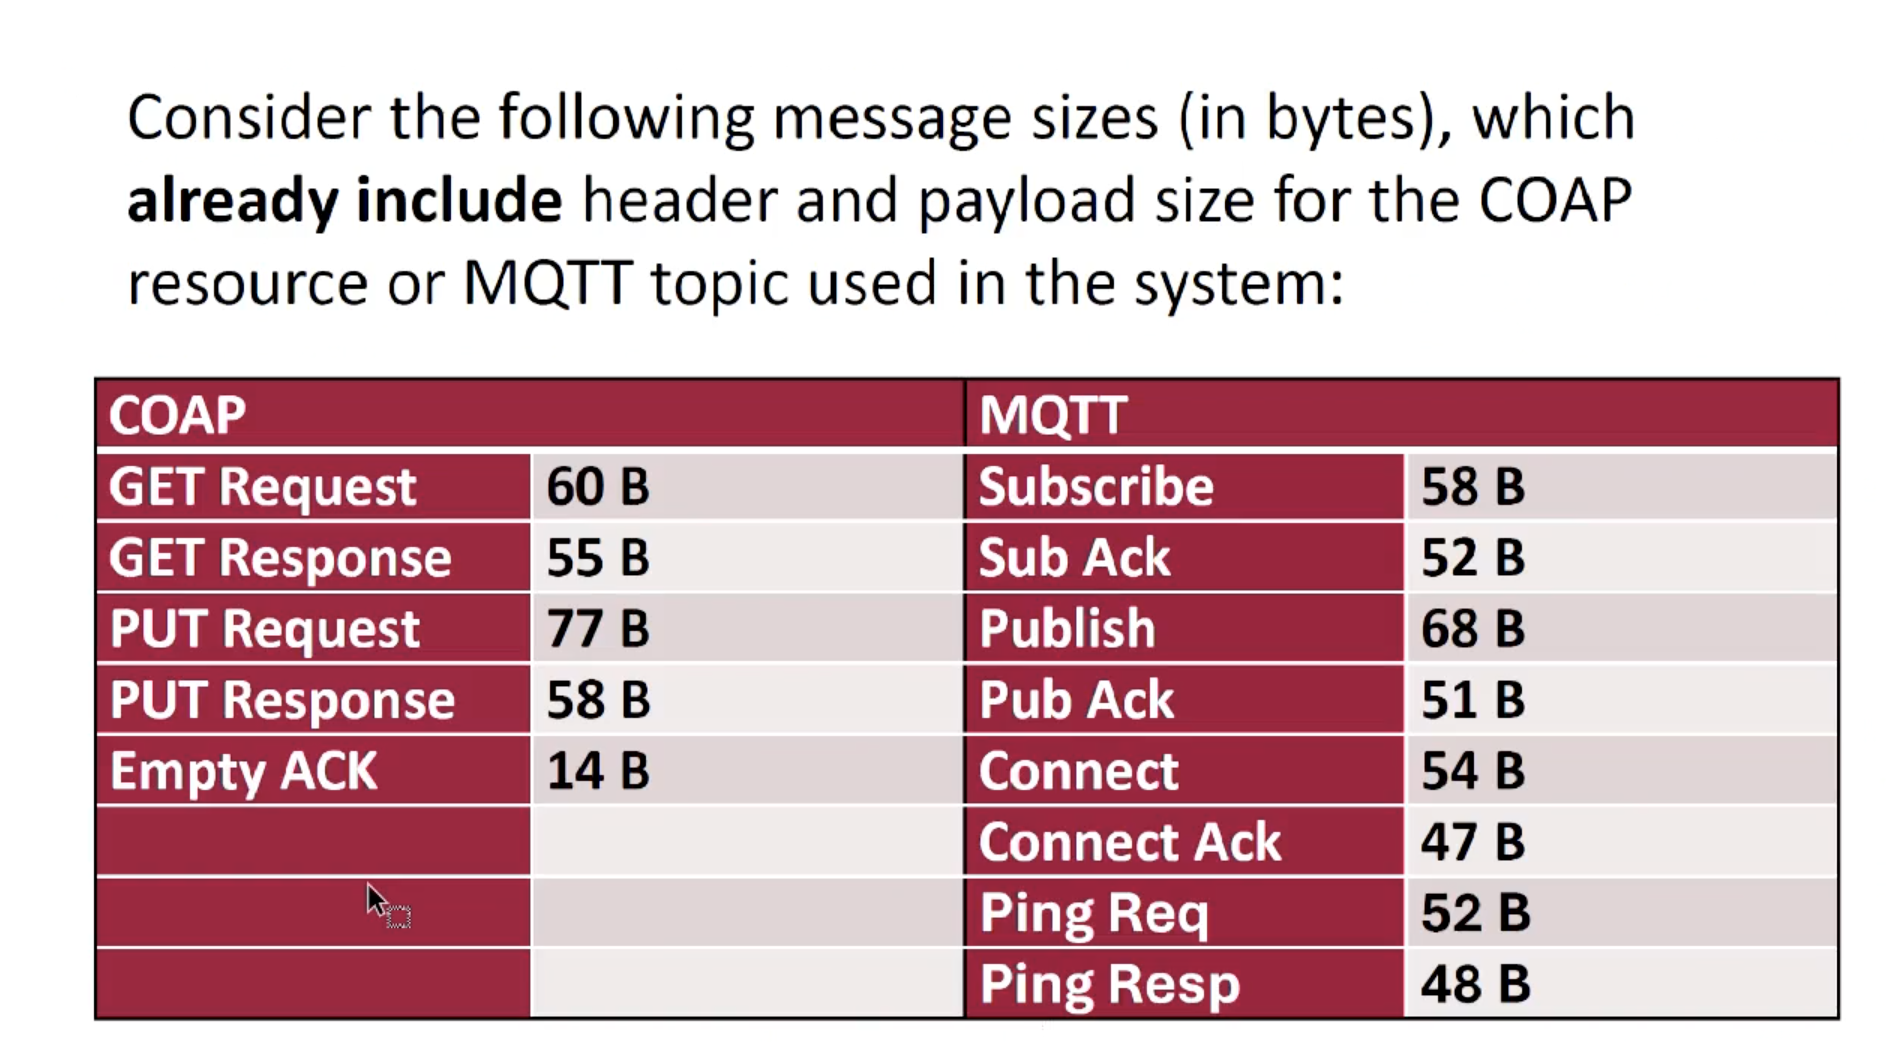 Consider the following message sizes (in bytes), which
already include header and payload size for the COAP
resource or MQTT topic used in the system:
COAP MQTT
GET Request 60 B Subscribe 58 B
GET Response 55 B Sub Ack 52 B
PUT Request 77 B Publish 68 B
PUT Response 58 B Pub Ack 51 B
Empty ACK 14 B Connect 54 B
Connect Ack 47 B
Ping Req 52 B
Ping Resp 48 B